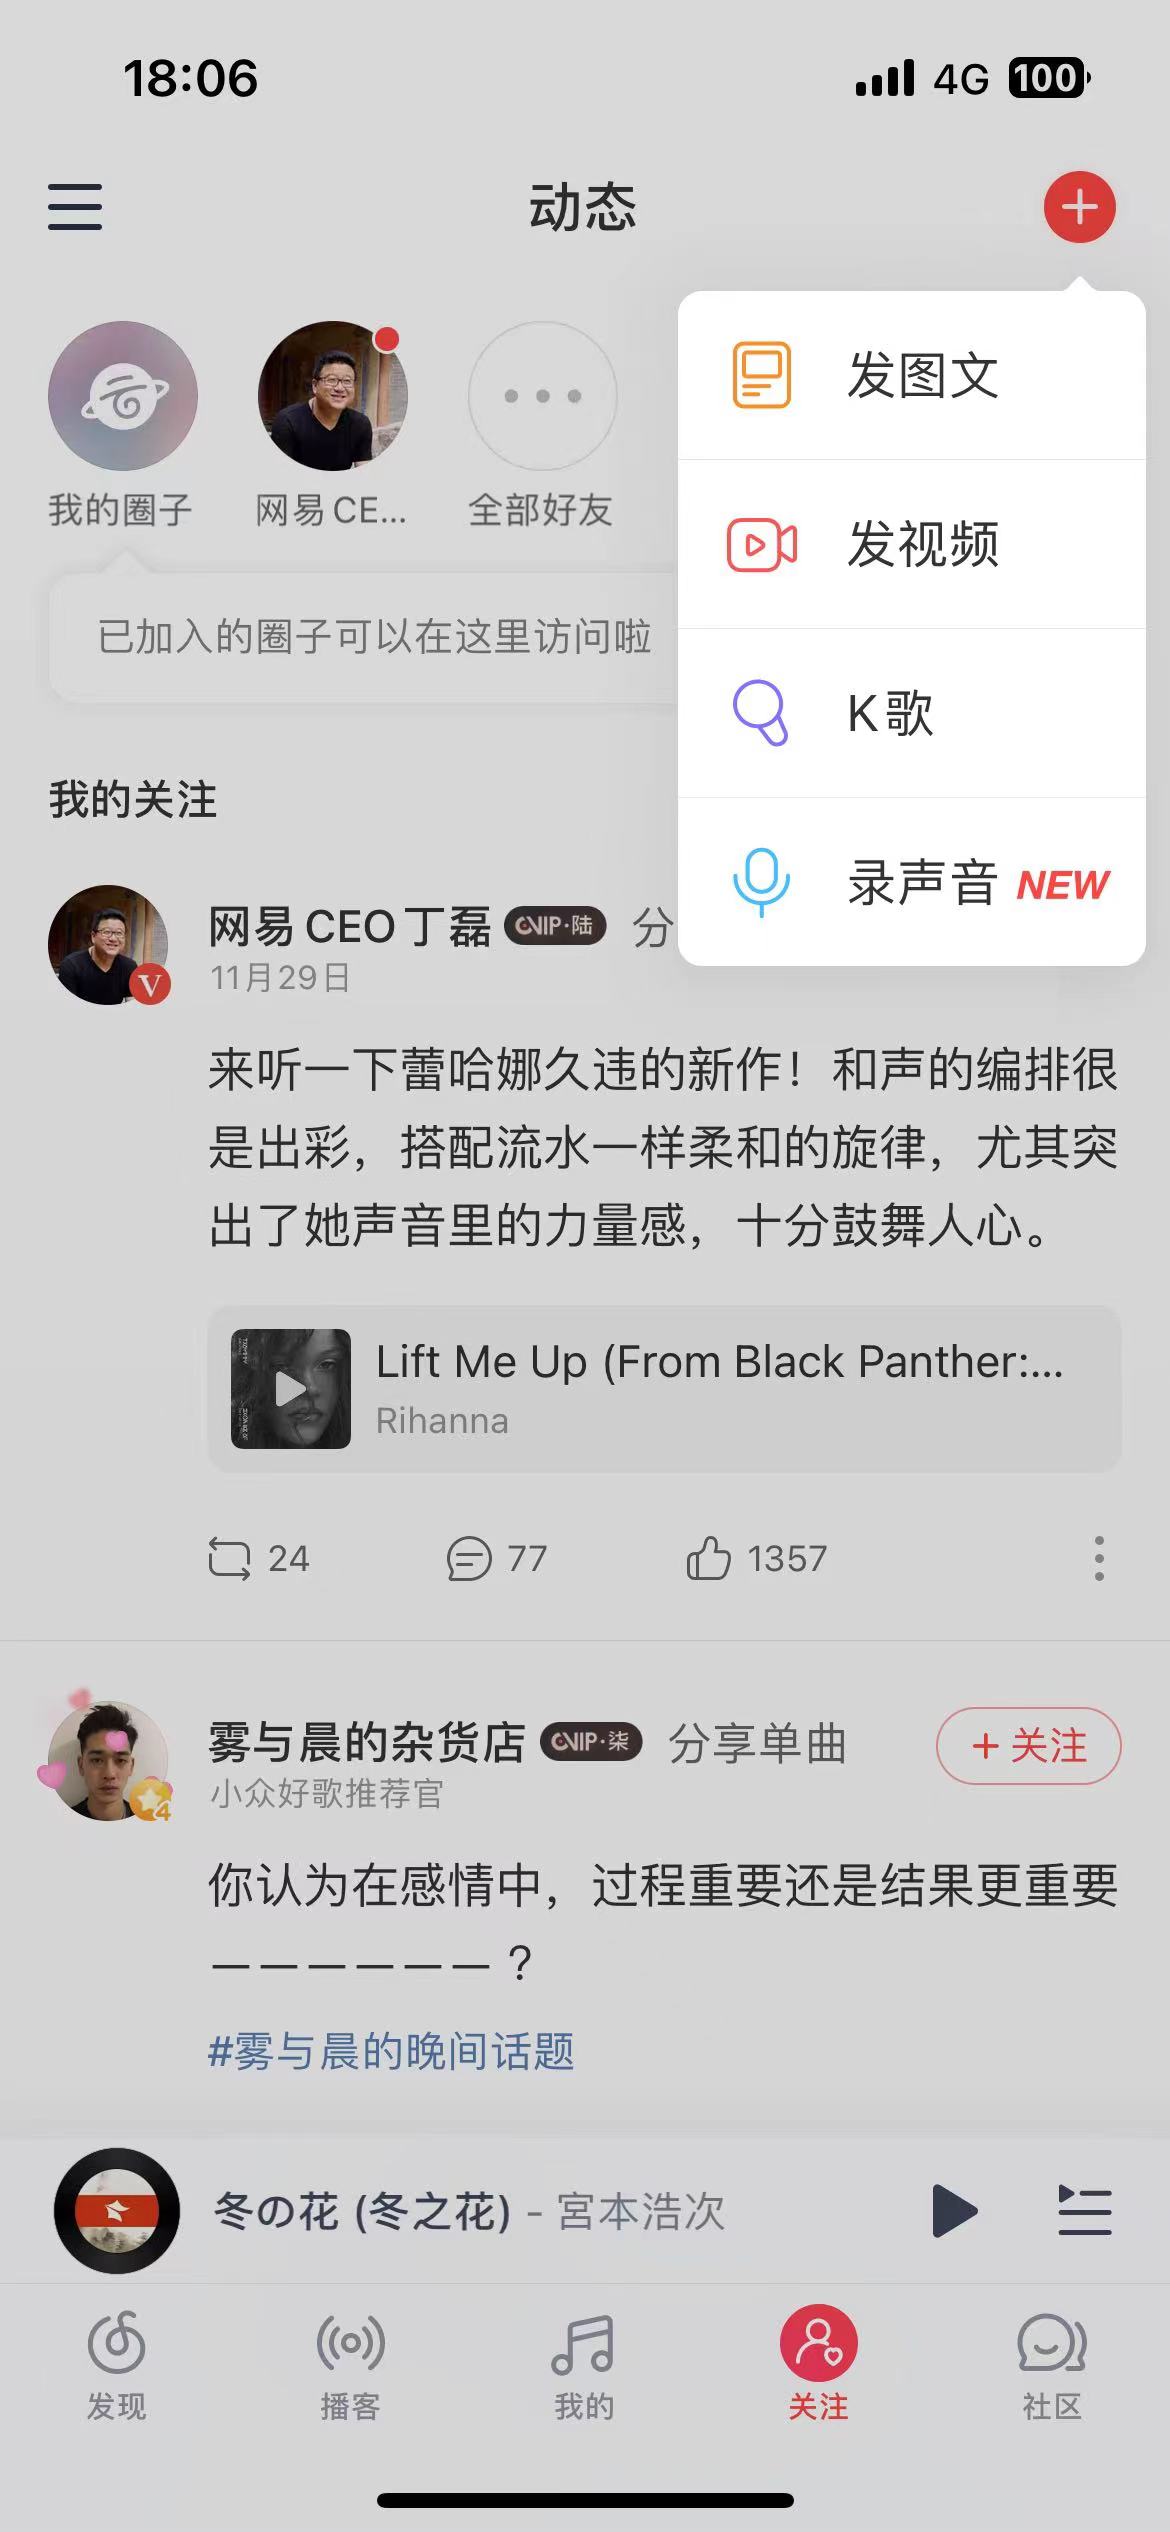 18:06
4G 100
动态
发图文
发视频
K歌
录声音 NEW
我的圈子
网易CE...
全部好友
已加入的圈子可以在这里访问啦
我的关注
网易CEO丁磊 VIP·陆 分
11月29日
来听一下蕾哈娜久违的新作！和声的编排很
是出彩，搭配流水一样柔和的旋律，尤其突
出了她声音里的力量感，十分鼓舞人心。
Lift Me Up (From Black Panther:...
Rihanna
24
77
1357
雾与晨的杂货店 VIP·柒 分享单曲
+ 关注
小众好歌推荐官
4
你认为在感情中，过程重要还是结果更重要
——————？
#雾与晨的晚间话题
冬の花 (冬之花) - 宮本浩次
发现
播客
我的
关注
社区